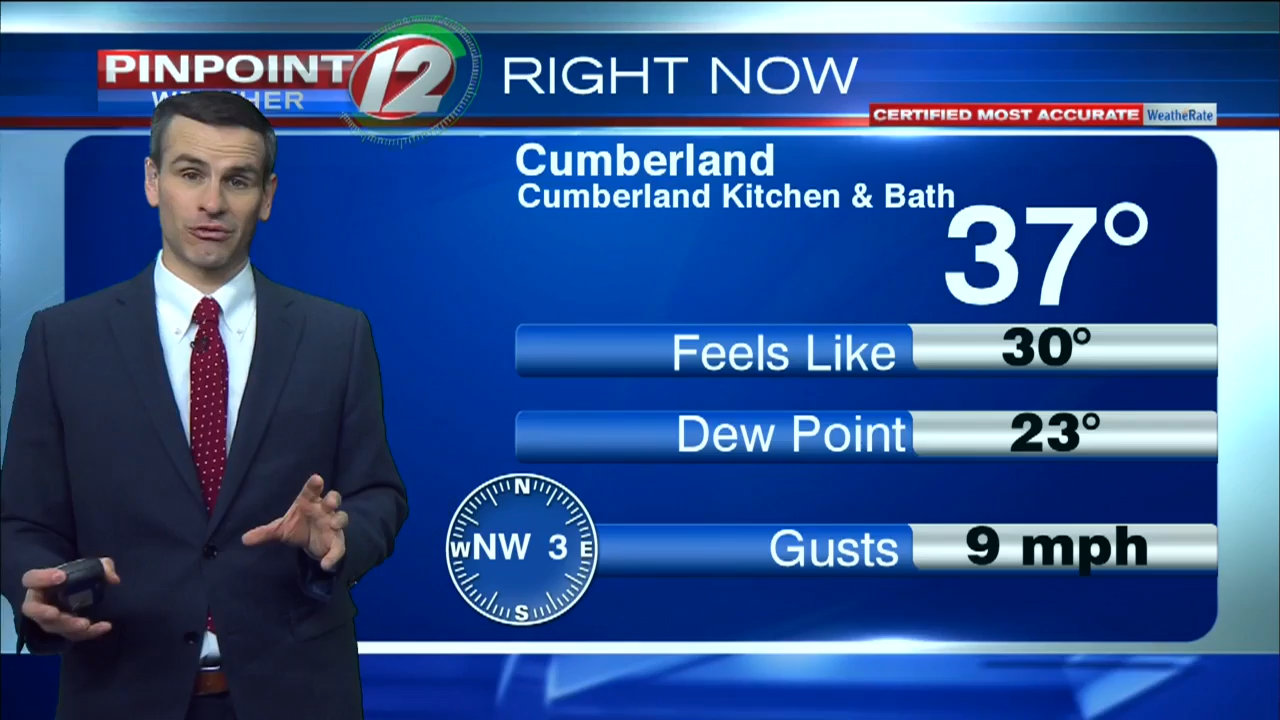 PINPOINT 12
WEATHER
RIGHT NOW
CERTIFIED MOST ACCURATE WeatheRate
Cumberland
Cumberland Kitchen & Bath
37°
Feels Like 30°
Dew Point 23°
N
W NW 3 E
S
Gusts 9 mph